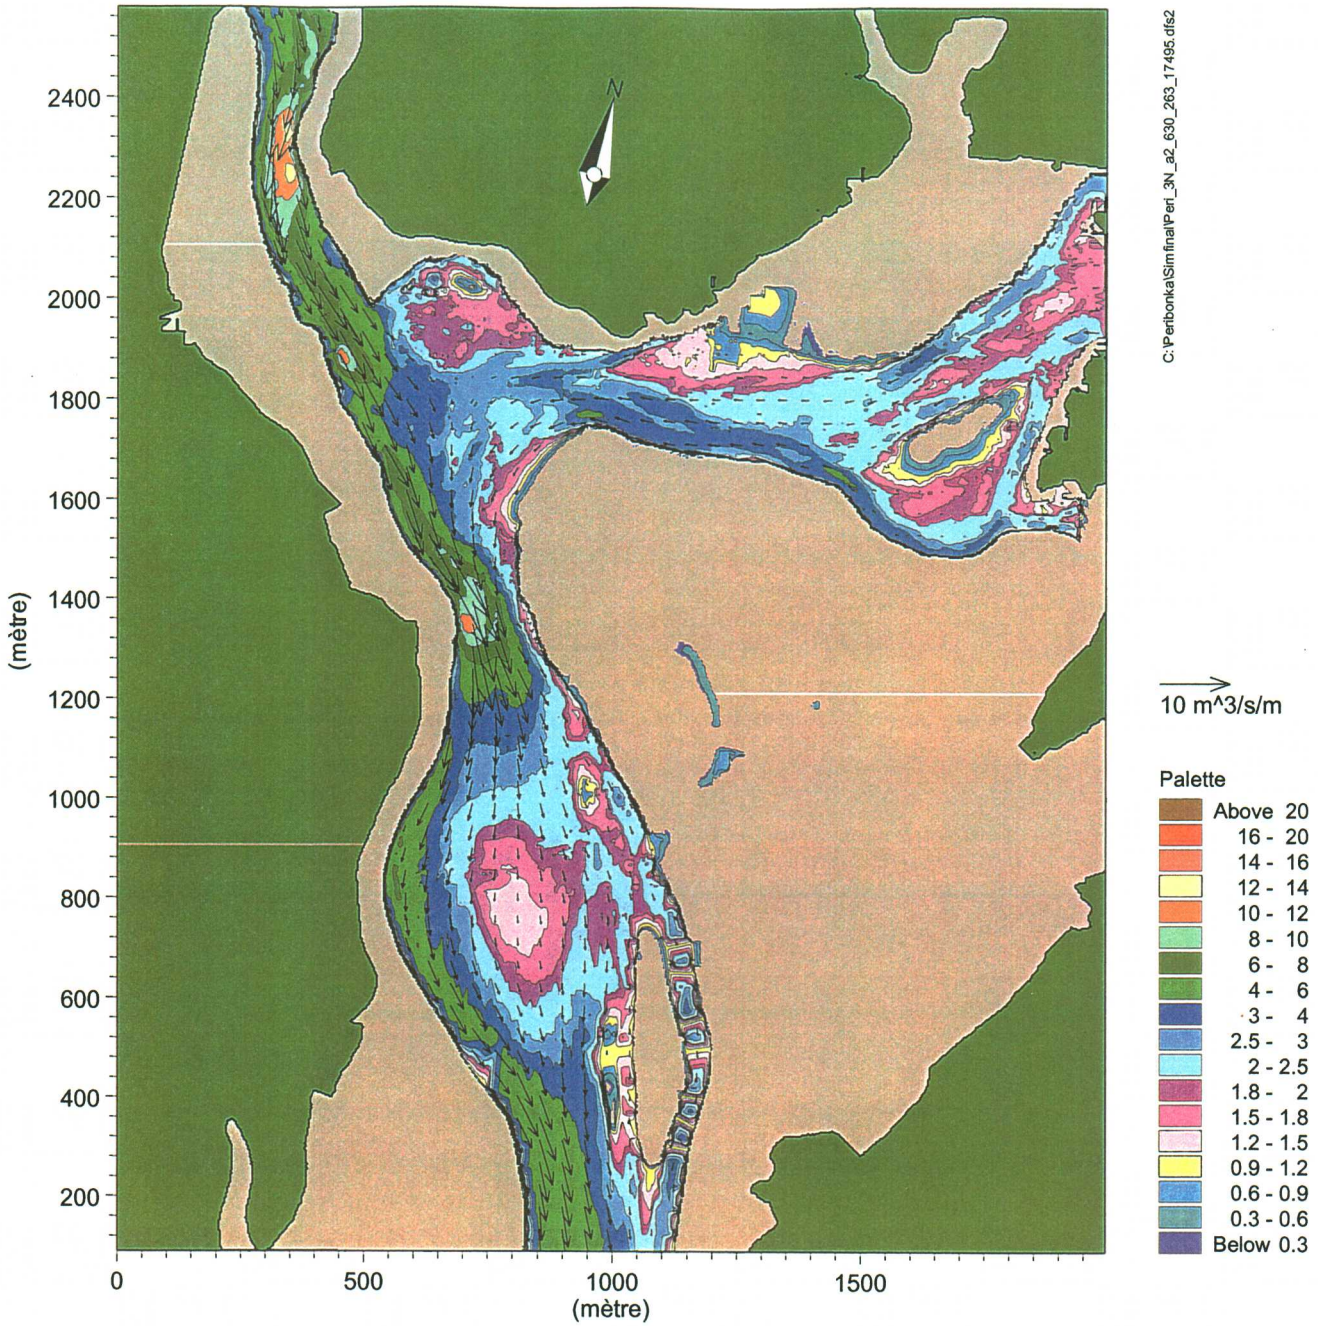 2400
2200
2000
1800
1600
1400
1200
1000
800
600
400
200
(mètre)
0
500
1000
1500
(mètre)
N
C:\Peribonka\Simfinal\Peri_3N_a2_630_263_17495.dfs2
10 m^3/s/m
Palette
Above 20
16 - 20
14 - 16
12 - 14
10 - 12
8 - 10
6 - 8
4 - 6
3 - 4
2.5 - 3
2 - 2.5
1.8 - 2
1.5 - 1.8
1.2 - 1.5
0.9 - 1.2
0.6 - 0.9
0.3 - 0.6
Below 0.3